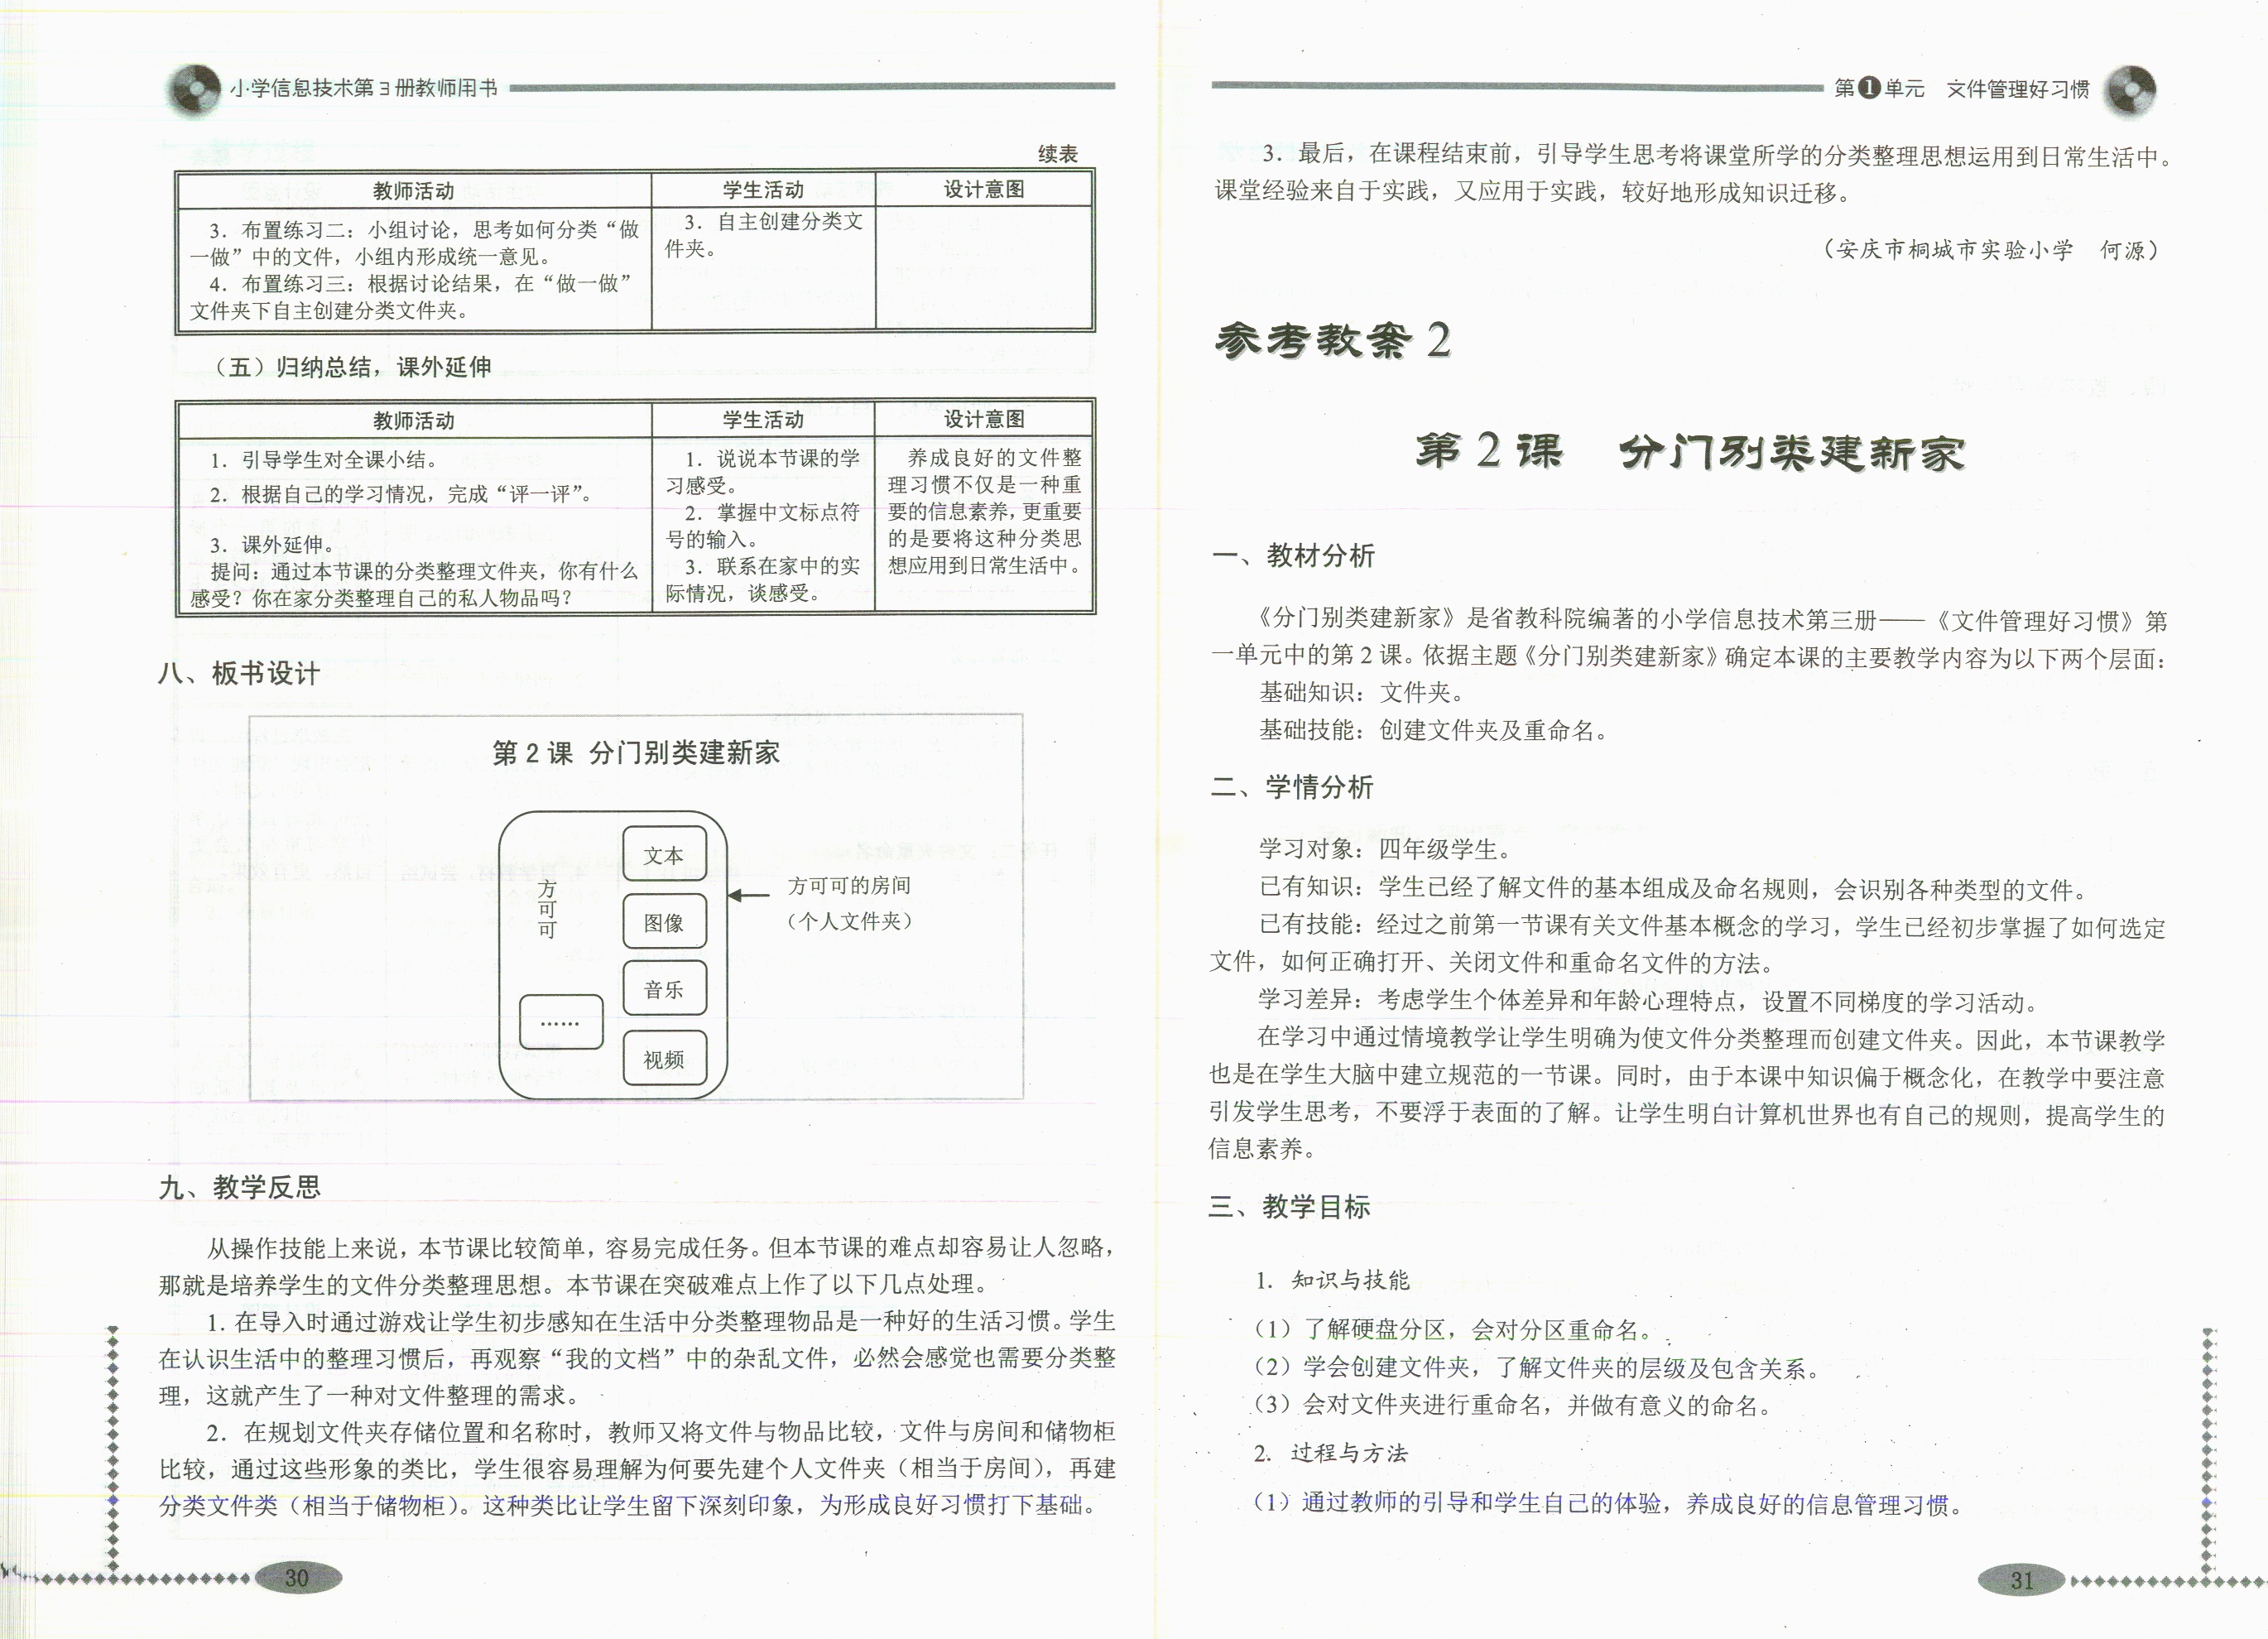 小学信息技术第3册教师用书
续表
教师活动
学生活动
设计意图
3．布置练习二：小组讨论，思考如何分类“做
一做”中的文件，小组内形成统一意见。
4．布置练习三：根据讨论结果，在“做一做”
文件夹下自主创建分类文件夹。
3．自主创建分类文
件夹。
（五）归纳总结，课外延伸
教师活动
学生活动
设计意图
1．引导学生对全课小结。
2．根据自己的学习情况，完成“评一评”。
3．课外延伸。
提问：通过本节课的分类整理文件夹，你有什么
感受？你在家分类整理自己的私人物品吗？
1．说说本节课的学
习感受。
2．掌握中文标点符
号的输入。
3．联系在家中的实
际情况，谈感受。
养成良好的文件整
理习惯不仅是一种重
要的信息素养，更重要
的是要将这种分类思
想应用到日常生活中。
八、板书设计
第 2 课 分门别类建新家
方可可
文本
图像
音乐
视频
……
方可可的房间
（个人文件夹）
九、教学反思
从操作技能上来说，本节课比较简单，容易完成任务。但本节课的难点却容易让人忽略，
那就是培养学生的文件分类整理思想。本节课在突破难点上作了以下几点处理。
1. 在导入时通过游戏让学生初步感知在生活中分类整理物品是一种好的生活习惯。学生
在认识生活中的整理习惯后，再观察“我的文档”中的杂乱文件，必然会感觉也需要分类整
理，这就产生了一种对文件整理的需求。
2．在规划文件夹存储位置和名称时，教师又将文件与物品比较，文件与房间和储物柜
比较，通过这些形象的类比，学生很容易理解为何要先建个人文件夹（相当于房间），再建
分类文件类（相当于储物柜）。这种类比让学生留下深刻印象，为形成良好习惯打下基础。
30
第1单元 文件管理好习惯
3．最后，在课程结束前，引导学生思考将课堂所学的分类整理思想运用到日常生活中。
课堂经验来自于实践，又应用于实践，较好地形成知识迁移。
（安庆市桐城市实验小学 何源）
参考教案 2
第 2 课 分门别类建新家
一、教材分析
《分门别类建新家》是省教科院编著的小学信息技术第三册——《文件管理好习惯》第
一单元中的第 2 课。依据主题《分门别类建新家》确定本课的主要教学内容为以下两个层面：
基础知识：文件夹。
基础技能：创建文件夹及重命名。
二、学情分析
学习对象：四年级学生。
已有知识：学生已经了解文件的基本组成及命名规则，会识别各种类型的文件。
已有技能：经过之前第一节课有关文件基本概念的学习，学生已经初步掌握了如何选定
文件，如何正确打开、关闭文件和重命名文件的方法。
学习差异：考虑学生个体差异和年龄心理特点，设置不同梯度的学习活动。
在学习中通过情境教学让学生明确为使文件分类整理而创建文件夹。因此，本节课教学
也是在学生大脑中建立规范的一节课。同时，由于本课中知识偏于概念化，在教学中要注意
引发学生思考，不要浮于表面的了解。让学生明白计算机世界也有自己的规则，提高学生的
信息素养。
三、教学目标
1. 知识与技能
（1）了解硬盘分区，会对分区重命名。
（2）学会创建文件夹，了解文件夹的层级及包含关系。
（3）会对文件夹进行重命名，并做有意义的命名。
2. 过程与方法
（1）通过教师的引导和学生自己的体验，养成良好的信息管理习惯。
31